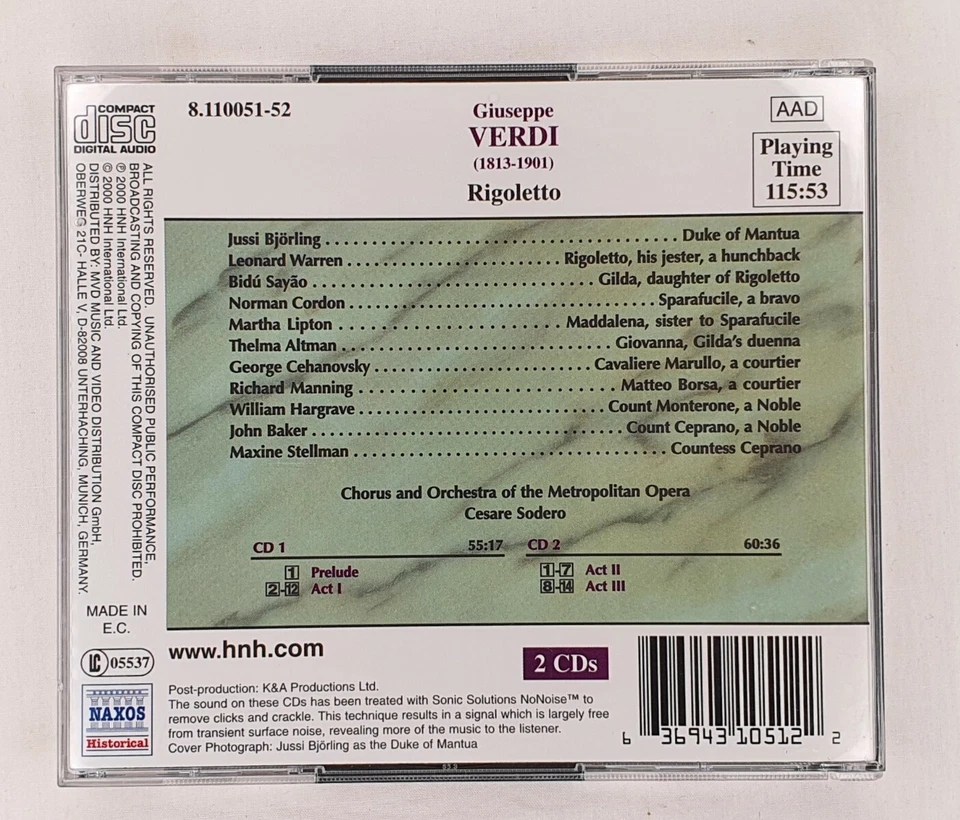 COMPACT
disc
DIGITAL AUDIO
8.110051-52
Giuseppe
VERDI
(1813-1901)
Rigoletto
AAD
Playing
Time
115:53
ALL RIGHTS RESERVED. UNAUTHORISED PUBLIC PERFORMANCE,
BROADCASTING AND COPYING OF THIS COMPACT DISC PROHIBITED.
℗ 2000 HNH International Ltd.
© 2000 HNH International Ltd.
DISTRIBUTED BY: MVD MUSIC AND VIDEO DISTRIBUTION GmbH,
OBERWEG 21C- HALLE V, D-82008 UNTERHACHING, MUNICH, GERMANY.
Jussi Björling . . . . . . . . . . . . . . . . . . . . . . . . . . . . . . . . . . . . Duke of Mantua
Leonard Warren . . . . . . . . . . . . . . . . . . . . . Rigoletto, his jester, a hunchback
Bidú Sayão . . . . . . . . . . . . . . . . . . . . . . . . . . . . Gilda, daughter of Rigoletto
Norman Cordon . . . . . . . . . . . . . . . . . . . . . . . . . . . . . . Sparafucile, a bravo
Martha Lipton . . . . . . . . . . . . . . . . . . . . . . Maddalena, sister to Sparafucile
Thelma Altman . . . . . . . . . . . . . . . . . . . . . . . . . . Giovanna, Gilda's duenna
George Cehanovsky . . . . . . . . . . . . . . . . . . . . . Cavaliere Marullo, a courtier
Richard Manning . . . . . . . . . . . . . . . . . . . . . . . . . Matteo Borsa, a courtier
William Hargrave . . . . . . . . . . . . . . . . . . . . . . . . Count Monterone, a Noble
John Baker . . . . . . . . . . . . . . . . . . . . . . . . . . . . . . Count Ceprano, a Noble
Maxine Stellman . . . . . . . . . . . . . . . . . . . . . . . . . . . . . . Countess Ceprano
Chorus and Orchestra of the Metropolitan Opera
Cesare Sodero
CD 1 55:17
1 Prelude
2-12 Act I
CD 2 60:36
1-7 Act II
8-14 Act III
MADE IN
E.C.
LC 05537
NAXOS
Historical
www.hnh.com
2 CDs
Post-production: K&A Productions Ltd.
The sound on these CDs has been treated with Sonic Solutions NoNoise™ to
remove clicks and crackle. This technique results in a signal which is largely free
from transient surface noise, revealing more of the music to the listener.
Cover Photograph: Jussi Björling as the Duke of Mantua
6 36943 10512 2